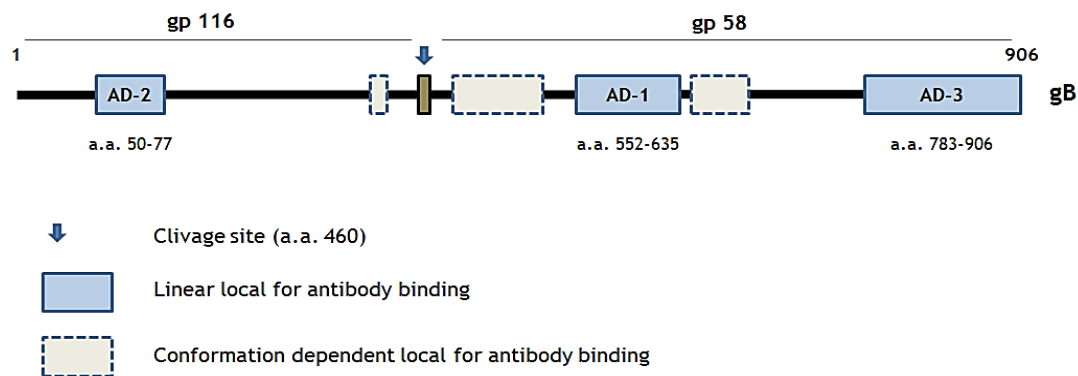 gp 116 gp 58
1 906
AD-2 AD-1 AD-3 gB
a.a. 50-77 a.a. 552-635 a.a. 783-906
Clivage site (a.a. 460)
Linear local for antibody binding
Conformation dependent local for antibody binding